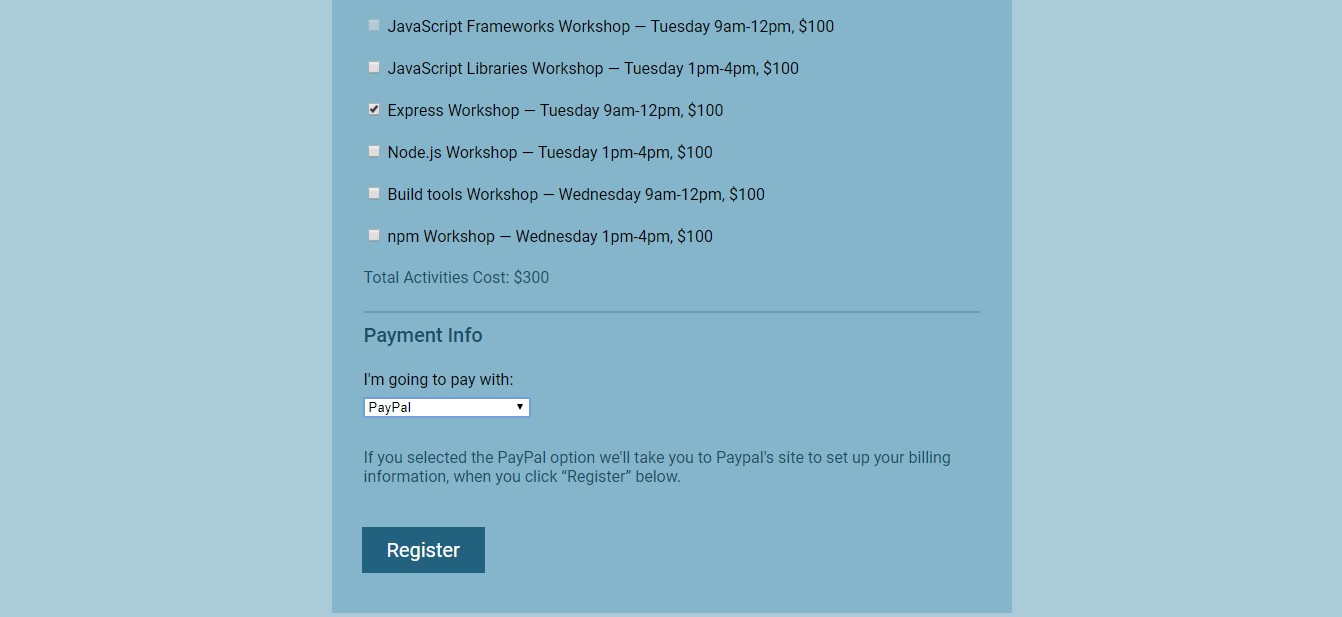 JavaScript Frameworks Workshop — Tuesday 9am-12pm, $100
JavaScript Libraries Workshop — Tuesday 1pm-4pm, $100
Express Workshop — Tuesday 9am-12pm, $100
Node.js Workshop — Tuesday 1pm-4pm, $100
Build tools Workshop — Wednesday 9am-12pm, $100
npm Workshop — Wednesday 1pm-4pm, $100
Total Activities Cost: $300
Payment Info
I'm going to pay with:
PayPal
If you selected the PayPal option we'll take you to Paypal's site to set up your billing
information, when you click “Register” below.
Register